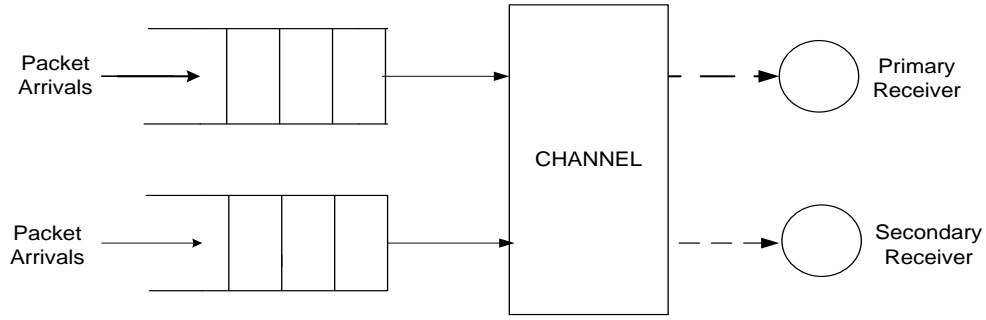 Packet
Arrivals
CHANNEL
Primary
Receiver
Packet
Arrivals
Secondary
Receiver